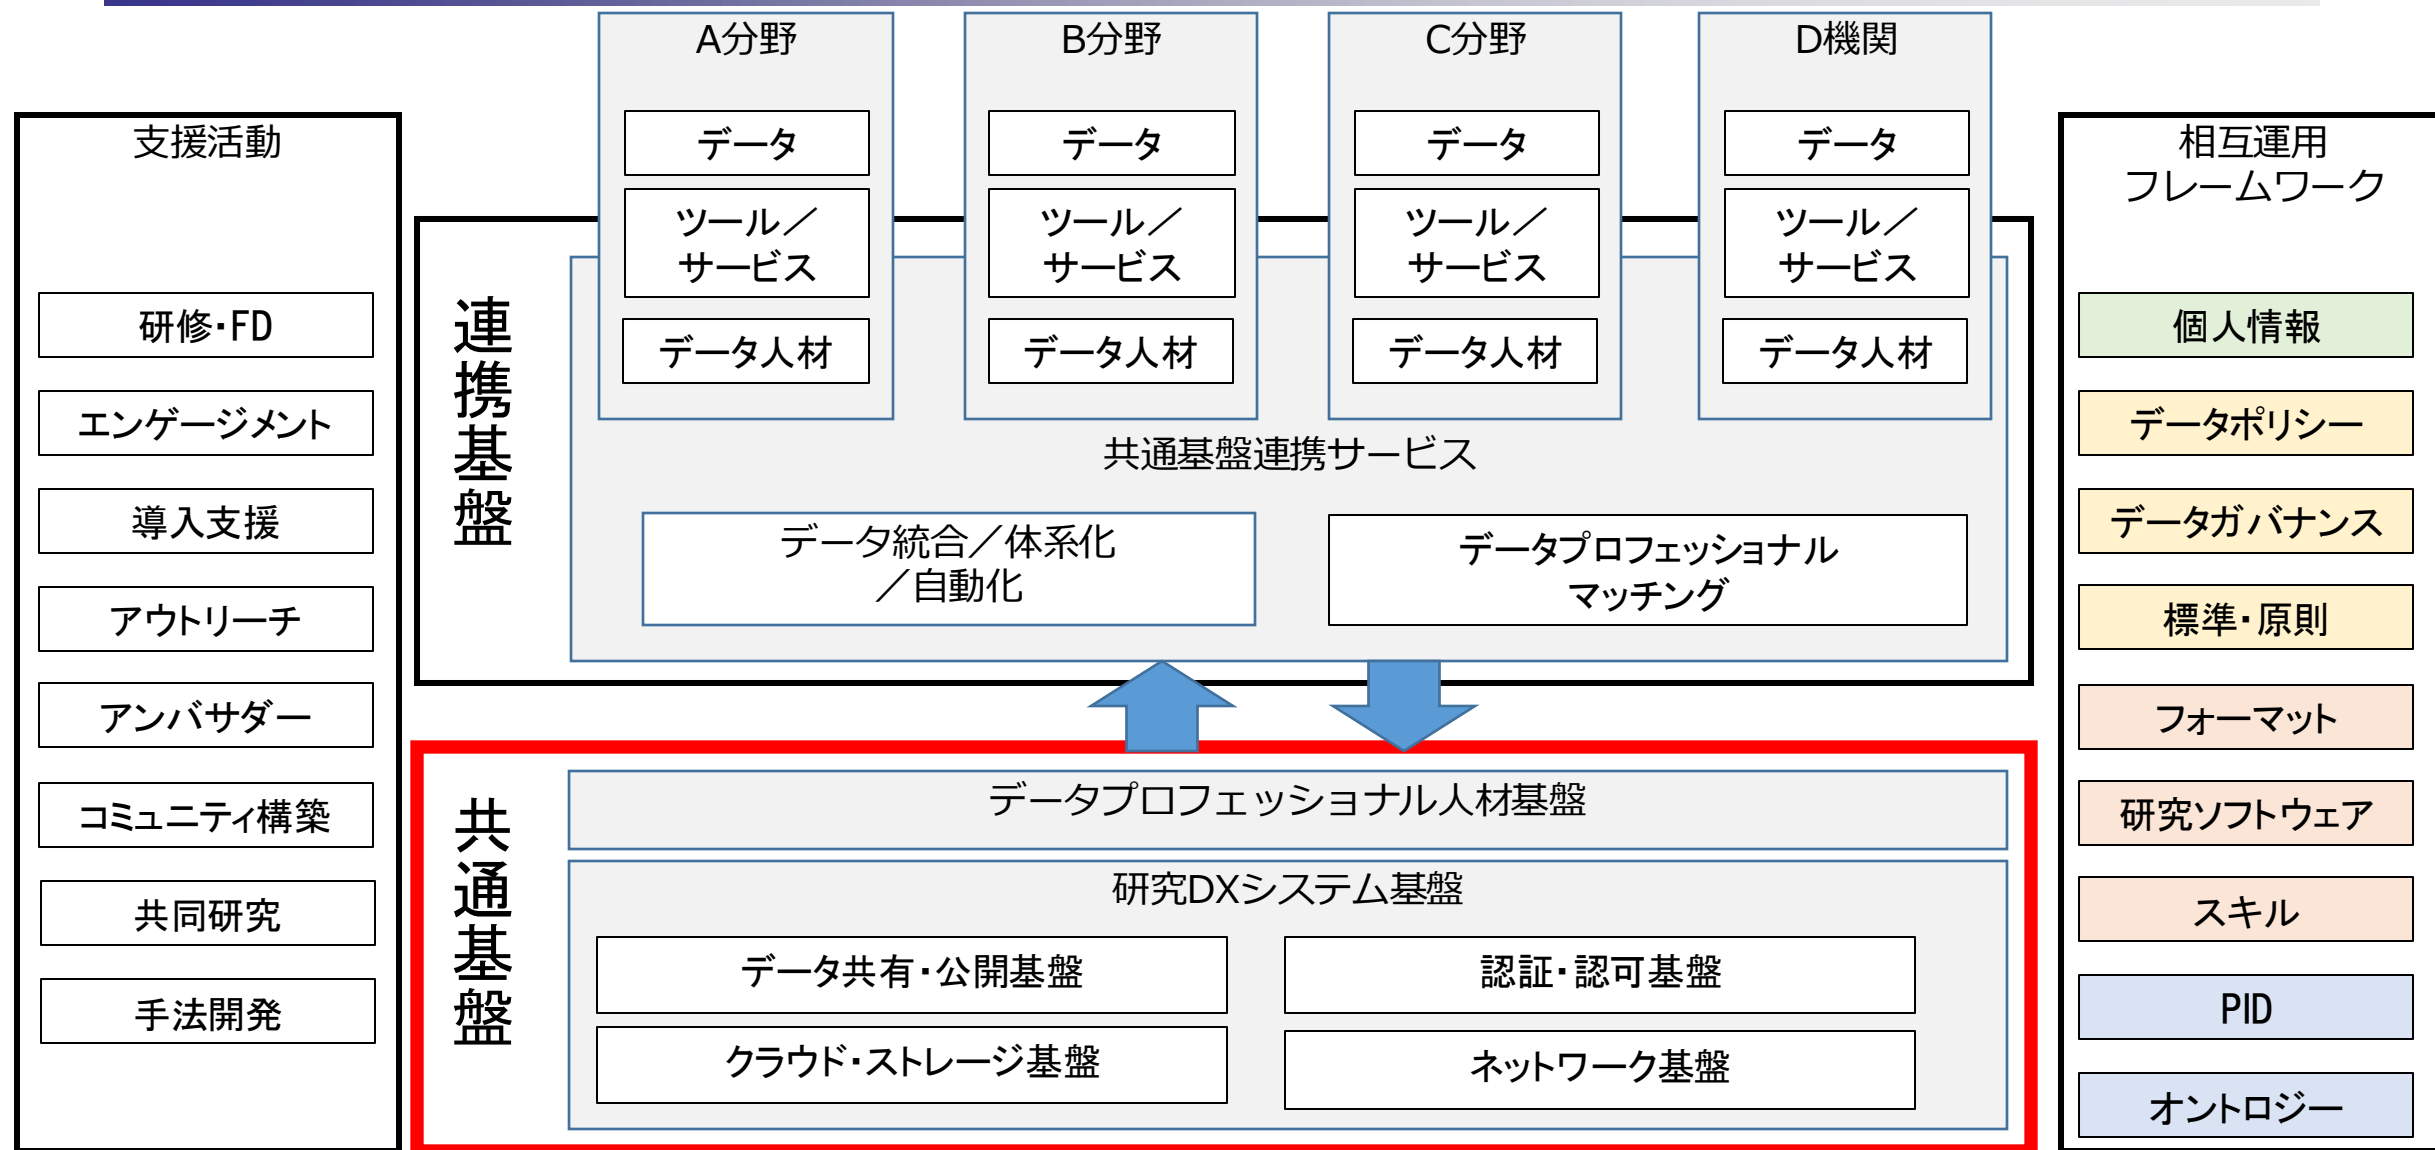 支援活動
研修・FD
エンゲージメント
導入支援
アウトリーチ
アンバサダー
コミュニティ構築
共同研究
手法開発
A分野
データ
ツール／
サービス
データ人材
B分野
データ
ツール／
サービス
データ人材
C分野
データ
ツール／
サービス
データ人材
D機関
データ
ツール／
サービス
データ人材
連携基盤
共通基盤連携サービス
データ統合／体系化
／自動化
データプロフェッショナル
マッチング
共通基盤
データプロフェッショナル人材基盤
研究DXシステム基盤
データ共有・公開基盤
認証・認可基盤
クラウド・ストレージ基盤
ネットワーク基盤
相互運用
フレームワーク
個人情報
データポリシー
データガバナンス
標準・原則
フォーマット
研究ソフトウェア
スキル
PID
オントロジー